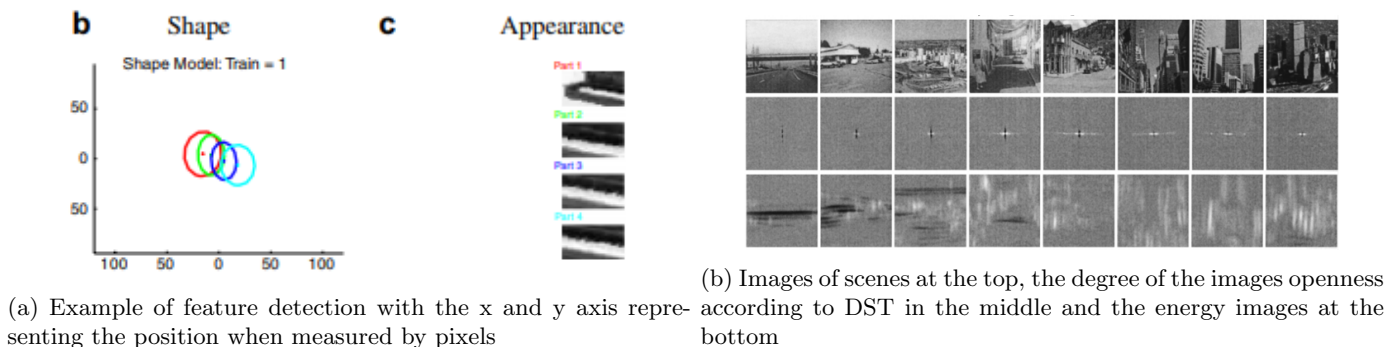 b Shape c Appearance
Shape Model: Train = 1
Part 1
Part 2
Part 3
Part 4
50
0
50
100 50 0 50 100
(a) Example of feature detection with the x and y axis repre-
senting the position when measured by pixels
(b) Images of scenes at the top, the degree of the images openness
according to DST in the middle and the energy images at the
bottom